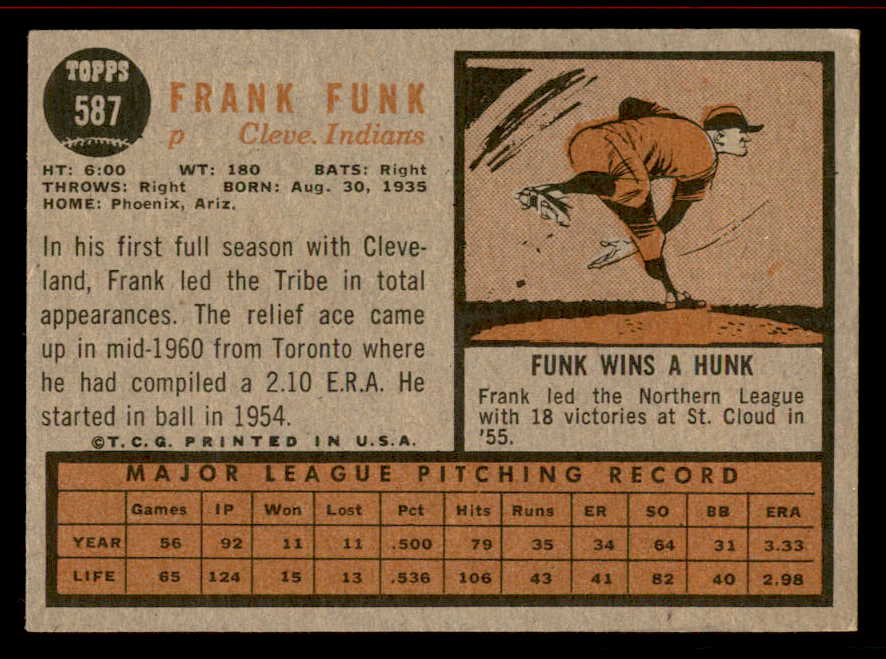 TOPPS
587
FRANK FUNK
p Cleve. Indians
HT: 6:00 WT: 180 BATS: Right
THROWS: Right BORN: Aug. 30, 1935
HOME: Phoenix, Ariz.
In his first full season with Cleve-
land, Frank led the Tribe in total
appearances. The relief ace came
up in mid-1960 from Toronto where
he had compiled a 2.10 E.R.A. He
started in ball in 1954.
©T.C.G. PRINTED IN U.S.A.
FUNK WINS A HUNK
Frank led the Northern League
with 18 victories at St. Cloud in
'55.
MAJOR LEAGUE PITCHING RECORD
Games IP Won Lost Pct Hits Runs ER SO BB ERA
YEAR 56 92 11 11 .500 79 35 34 64 31 3.33
LIFE 65 124 15 13 .536 106 43 41 82 40 2.98